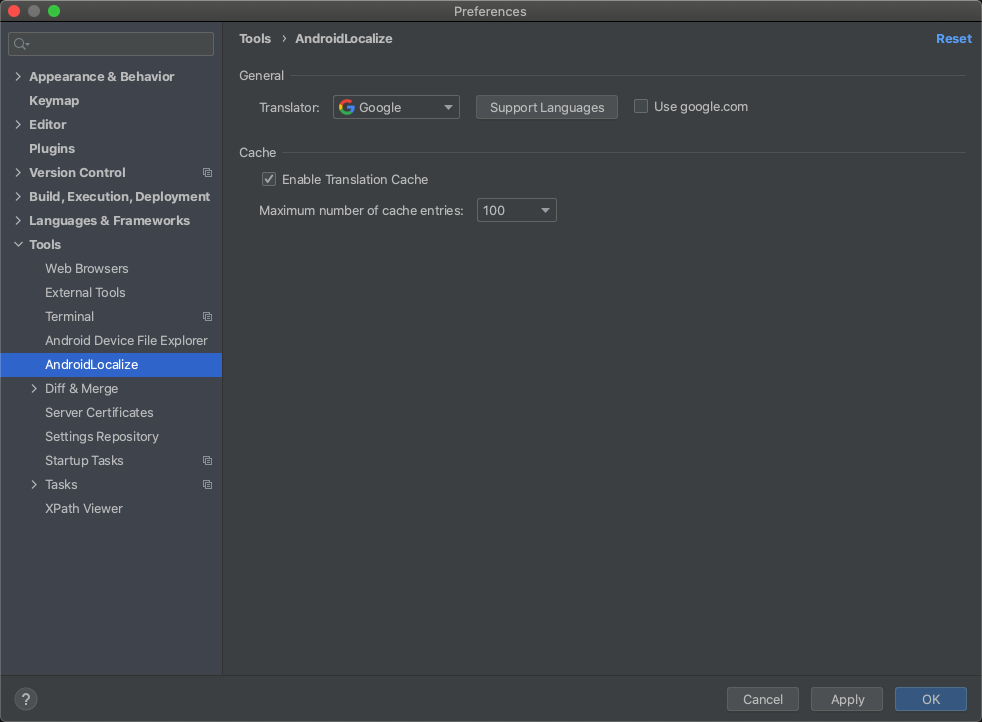 Preferences
Tools › AndroidLocalize
Reset
Appearance & Behavior
Keymap
Editor
Plugins
Version Control
Build, Execution, Deployment
Languages & Frameworks
Tools
Web Browsers
External Tools
Terminal
Android Device File Explorer
AndroidLocalize
Diff & Merge
Server Certificates
Settings Repository
Startup Tasks
Tasks
XPath Viewer
General
Translator: Google Support Languages Use google.com
Cache
Enable Translation Cache
Maximum number of cache entries: 100
? Cancel Apply OK